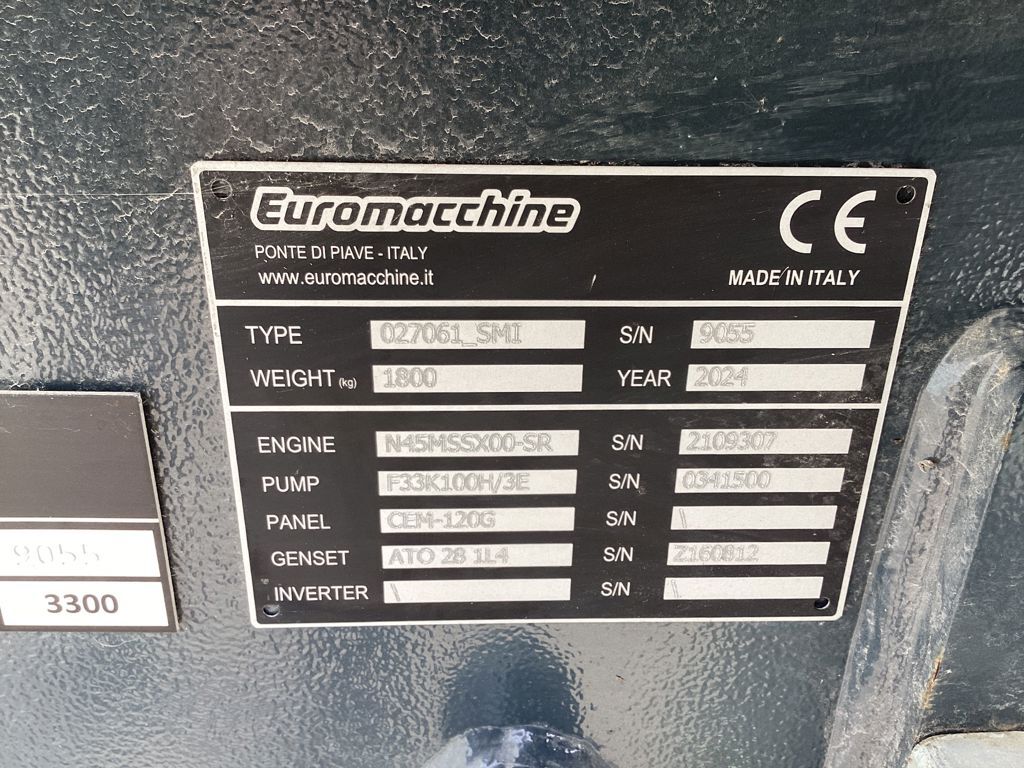 Euromacchine
PONTE DI PIAVE - ITALY
www.euromacchine.it
CE
MADE IN ITALY
TYPE 027061_SMI S/N 9055
WEIGHT (kg) 1800 YEAR 2024
ENGINE N45MSSX00-SR S/N 2109307
PUMP F33K100H/3E S/N 0341500
PANEL CEM-120G S/N \
GENSET ATO 28 1L4 S/N Z160812
INVERTER \ S/N \
9055
3300